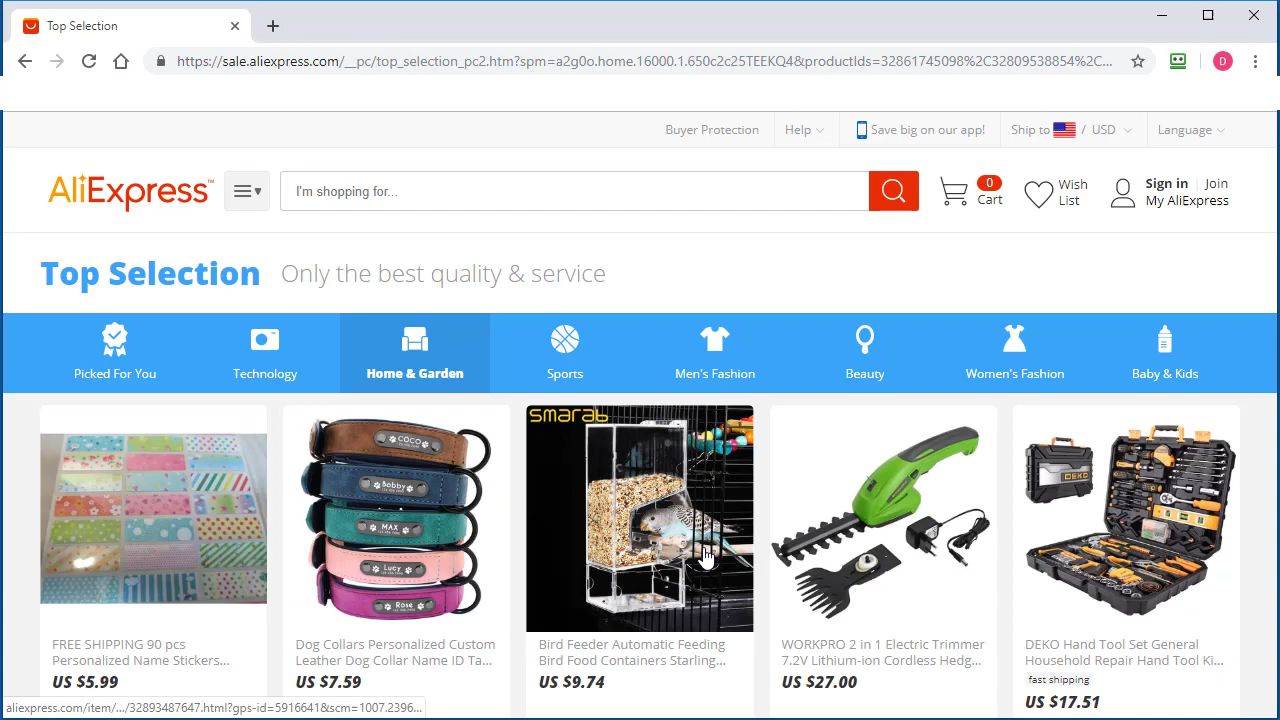 Top Selection
https://sale.aliexpress.com/__pc/top_selection_pc2.htm?spm=a2g0o.home.16000.1.650c2c25TEEKQ4&productIds=32861745098%2C32809538854%2C...
D
Buyer Protection
Help
Save big on our app!
Ship to / USD
Language
AliExpress™
I'm shopping for...
0
Cart
Wish
List
Sign in | Join
My AliExpress
Top Selection
Only the best quality & service
Picked For You
Technology
Home & Garden
Sports
Men's Fashion
Beauty
Women's Fashion
Baby & Kids
COCO
Bobby
MAX
Lucy
Rose
smarab
DEKO
FREE SHIPPING 90 pcs
Personalized Name Stickers...
US $5.99
Dog Collars Personalized Custom
Leather Dog Collar Name ID Ta...
US $7.59
Bird Feeder Automatic Feeding
Bird Food Containers Starling...
US $9.74
WORKPRO 2 in 1 Electric Trimmer
7.2V Lithium-ion Cordless Hedg...
US $27.00
DEKO Hand Tool Set General
Household Repair Hand Tool Ki...
fast shipping
US $17.51
aliexpress.com/item/.../32893487647.html?gps-id=5916641&scm=1007.2396...